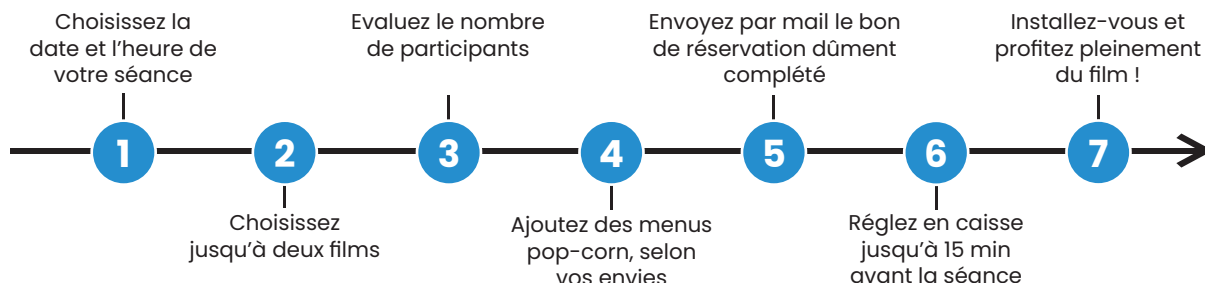 Choisissez la
date et l'heure de
votre séance
Evaluez le nombre
de participants
Envoyez par mail le bon
de réservation dûment
complété
Installez-vous et
profitez pleinement
du film !
1
2
3
4
5
6
7
Choisissez
jusqu'à deux films
Ajoutez des menus
pop-corn, selon
vos envies
Réglez en caisse
jusqu'à 15 min
avant la séance